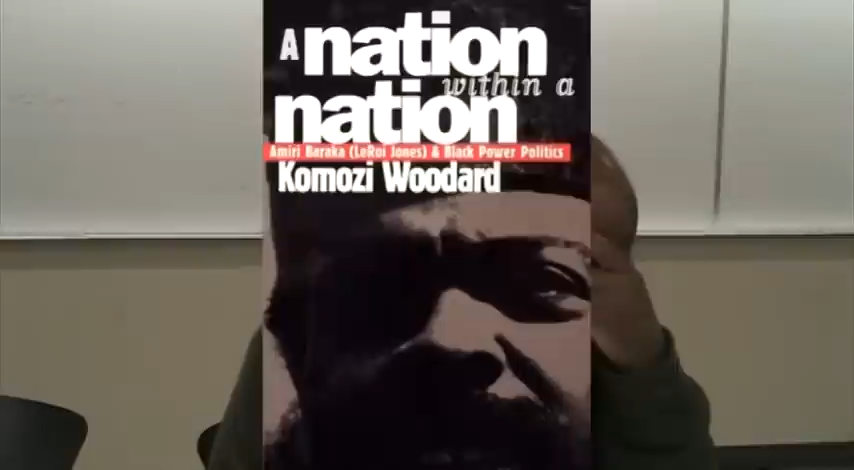 A nation
within a
nation
Amiri Baraka (LeRoi Jones) & Black Power Politics
Komozi Woodard